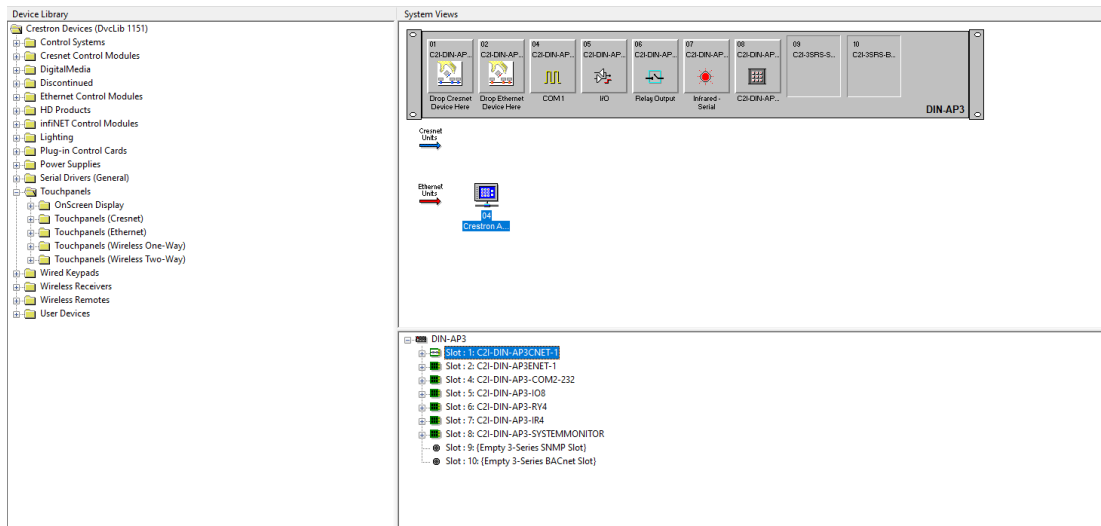 Device Library
Crestron Devices (DvcLib 1151)
Control Systems
Cresnet Control Modules
DigitalMedia
Discontinued
Ethernet Control Modules
HD Products
infiNET Control Modules
Lighting
Plug-in Control Cards
Power Supplies
Serial Drivers (General)
Touchpanels
OnScreen Display
Touchpanels (Cresnet)
Touchpanels (Ethernet)
Touchpanels (Wireless One-Way)
Touchpanels (Wireless Two-Way)
Wired Keypads
Wireless Receivers
Wireless Remotes
User Devices
System Views
01 02 04 05 06 07 08 09 10
C2I-DIN-AP... C2I-DIN-AP... C2I-DIN-AP... C2I-DIN-AP... C2I-DIN-AP... C2I-DIN-AP... C2I-DIN-AP... C2I-3SRS-S... C2I-3SRS-B...
Drop Cresnet Drop Ethernet COM1 I/O Relay Output Infrared - C2I-DIN-AP...
Device Here Device Here Serial
DIN-AP3
Cresnet
Units
Ethernet
Units
04
Crestron A...
DIN-AP3
Slot : 1: C2I-DIN-AP3CNET-1
Slot : 2: C2I-DIN-AP3ENET-1
Slot : 4: C2I-DIN-AP3-COM2-232
Slot : 5: C2I-DIN-AP3-IO8
Slot : 6: C2I-DIN-AP3-RY4
Slot : 7: C2I-DIN-AP3-IR4
Slot : 8: C2I-DIN-AP3-SYSTEMMONITOR
Slot : 9: {Empty 3-Series SNMP Slot}
Slot : 10: {Empty 3-Series BACnet Slot}